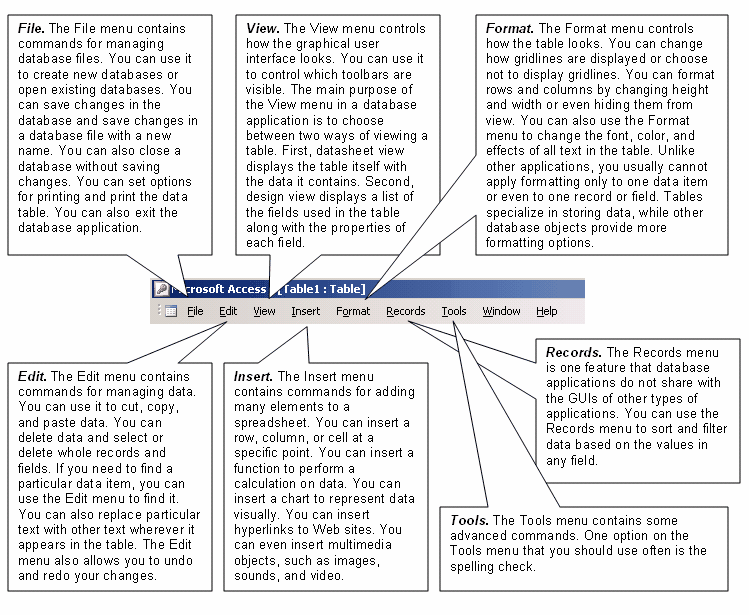 File. The File menu contains
commands for managing
database files. You can use it
to create new databases or
open existing databases. You
can save changes in the
database and save changes in
a database file with a new
name. You can also close a
database without saving
changes. You can set options
for printing and print the data
table. You can also exit the
database application.
View. The View menu controls
how the graphical user
interface looks. You can use it
to control which toolbars are
visible. The main purpose of
the View menu in a database
application is to choose
between two ways of viewing a
table. First, datasheet view
displays the table itself with
the data it contains. Second,
design view displays a list of
the fields used in the table
along with the properties of
each field.
Format. The Format menu controls
how the table looks. You can change
how gridlines are displayed or choose
not to display gridlines. You can format
rows and columns by changing height
and width or even hiding them from
view. You can also use the Format
menu to change the font, color, and
effects of all text in the table. Unlike
other applications, you usually cannot
apply formatting only to one data item
or even to one record or field. Tables
specialize in storing data, while other
database objects provide more
formatting options.
Microsoft Access [Table1 : Table]
File Edit View Insert Format Records Tools Window Help
Edit. The Edit menu contains
commands for managing data.
You can use it to cut, copy,
and paste data. You can
delete data and select or
delete whole records and
fields. If you need to find a
particular data item, you can
use the Edit menu to find it.
You can also replace particular
text with other text wherever it
appears in the table. The Edit
menu also allows you to undo
and redo your changes.
Insert. The Insert menu
contains commands for adding
many elements to a
spreadsheet. You can insert a
row, column, or cell at a
specific point. You can insert a
function to perform a
calculation on data. You can
insert a chart to represent data
visually. You can insert
hyperlinks to Web sites. You
can even insert multimedia
objects, such as images,
sounds, and video.
Records. The Records menu
is one feature that database
applications do not share with
the GUIs of other types of
applications. You can use the
Records menu to sort and filter
data based on the values in
any field.
Tools. The Tools menu contains some
advanced commands. One option on the
Tools menu that you should use often is the
spelling check.